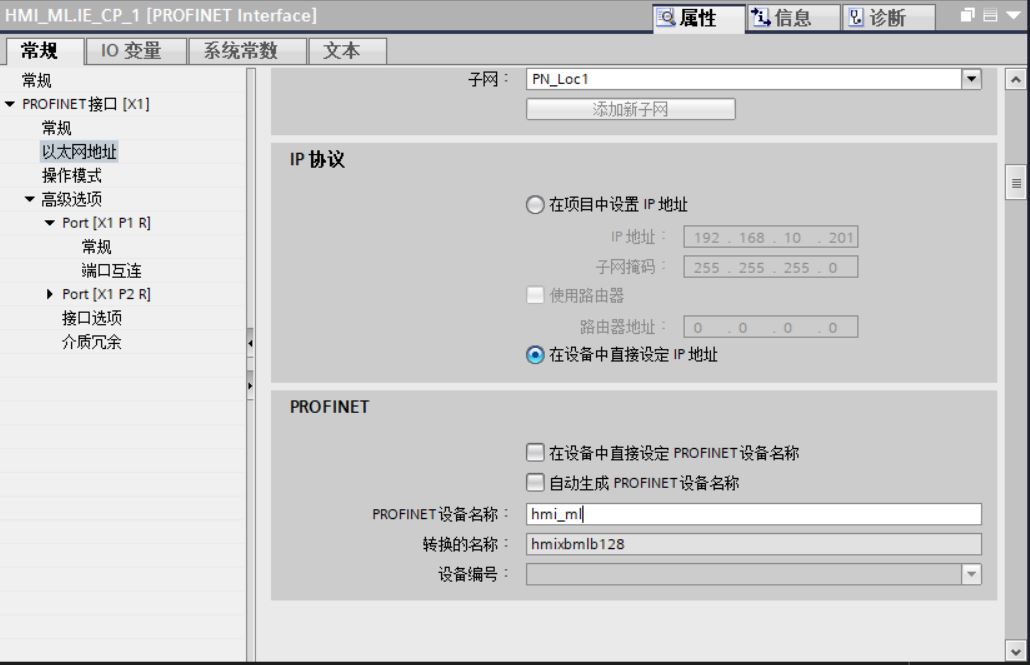 HMI_ML.IE_CP_1 [PROFINET Interface]
属性
信息
诊断
常规
IO 变量
系统常数
文本
常规
PROFINET接口 [X1]
常规
以太网地址
操作模式
高级选项
Port [X1 P1 R]
常规
端口互连
Port [X1 P2 R]
接口选项
介质冗余
子网：
PN_Loc1
添加新子网
IP 协议
在项目中设置 IP 地址
IP 地址：
192 . 168 . 10 . 201
子网掩码：
255 . 255 . 255 . 0
使用路由器
路由器地址：
0 . 0 . 0 . 0
在设备中直接设定 IP 地址
PROFINET
在设备中直接设定 PROFINET 设备名称
自动生成 PROFINET 设备名称
PROFINET 设备名称：
hmi_ml
转换的名称：
hmixbmlb128
设备编号：